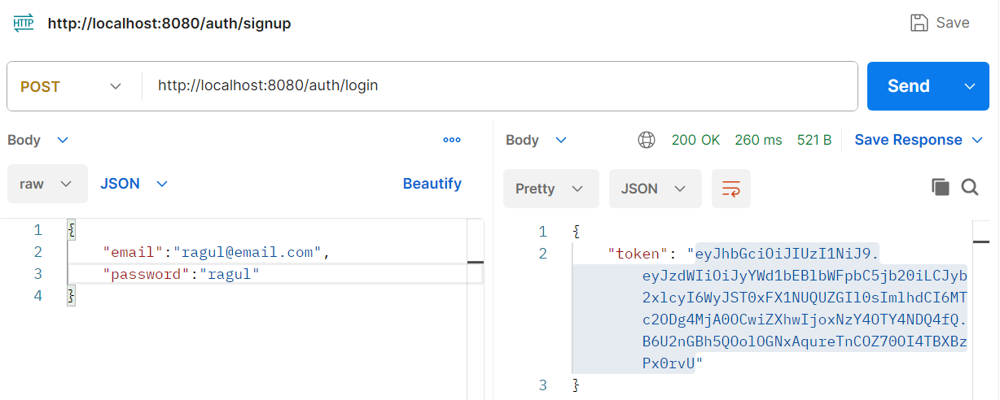 HTTP http://localhost:8080/auth/signup Save
POST http://localhost:8080/auth/login Send
Body Body 200 OK 260 ms 521 B Save Response
raw JSON Beautify Pretty JSON
1 {
2 "email":"ragul@email.com",
3 "password":"ragul"
4 }
1 {
2 "token": "eyJhbGciOiJIUzI1NiJ9.
eyJzdWIiOiJyYWd1bEBlbWFpbC5jb20iLCJyb
2xlcyI6WyJST0xFX1NUQUZGIl0sImlhdCI6MT
c2ODg4MjA0OCwiZXhwIjoxNzY4OTY4NDQ4fQ.
B6U2nGBh5QOolOGNxAqureTnCOZ70OI4TBXBz
Px0rvU"
3 }